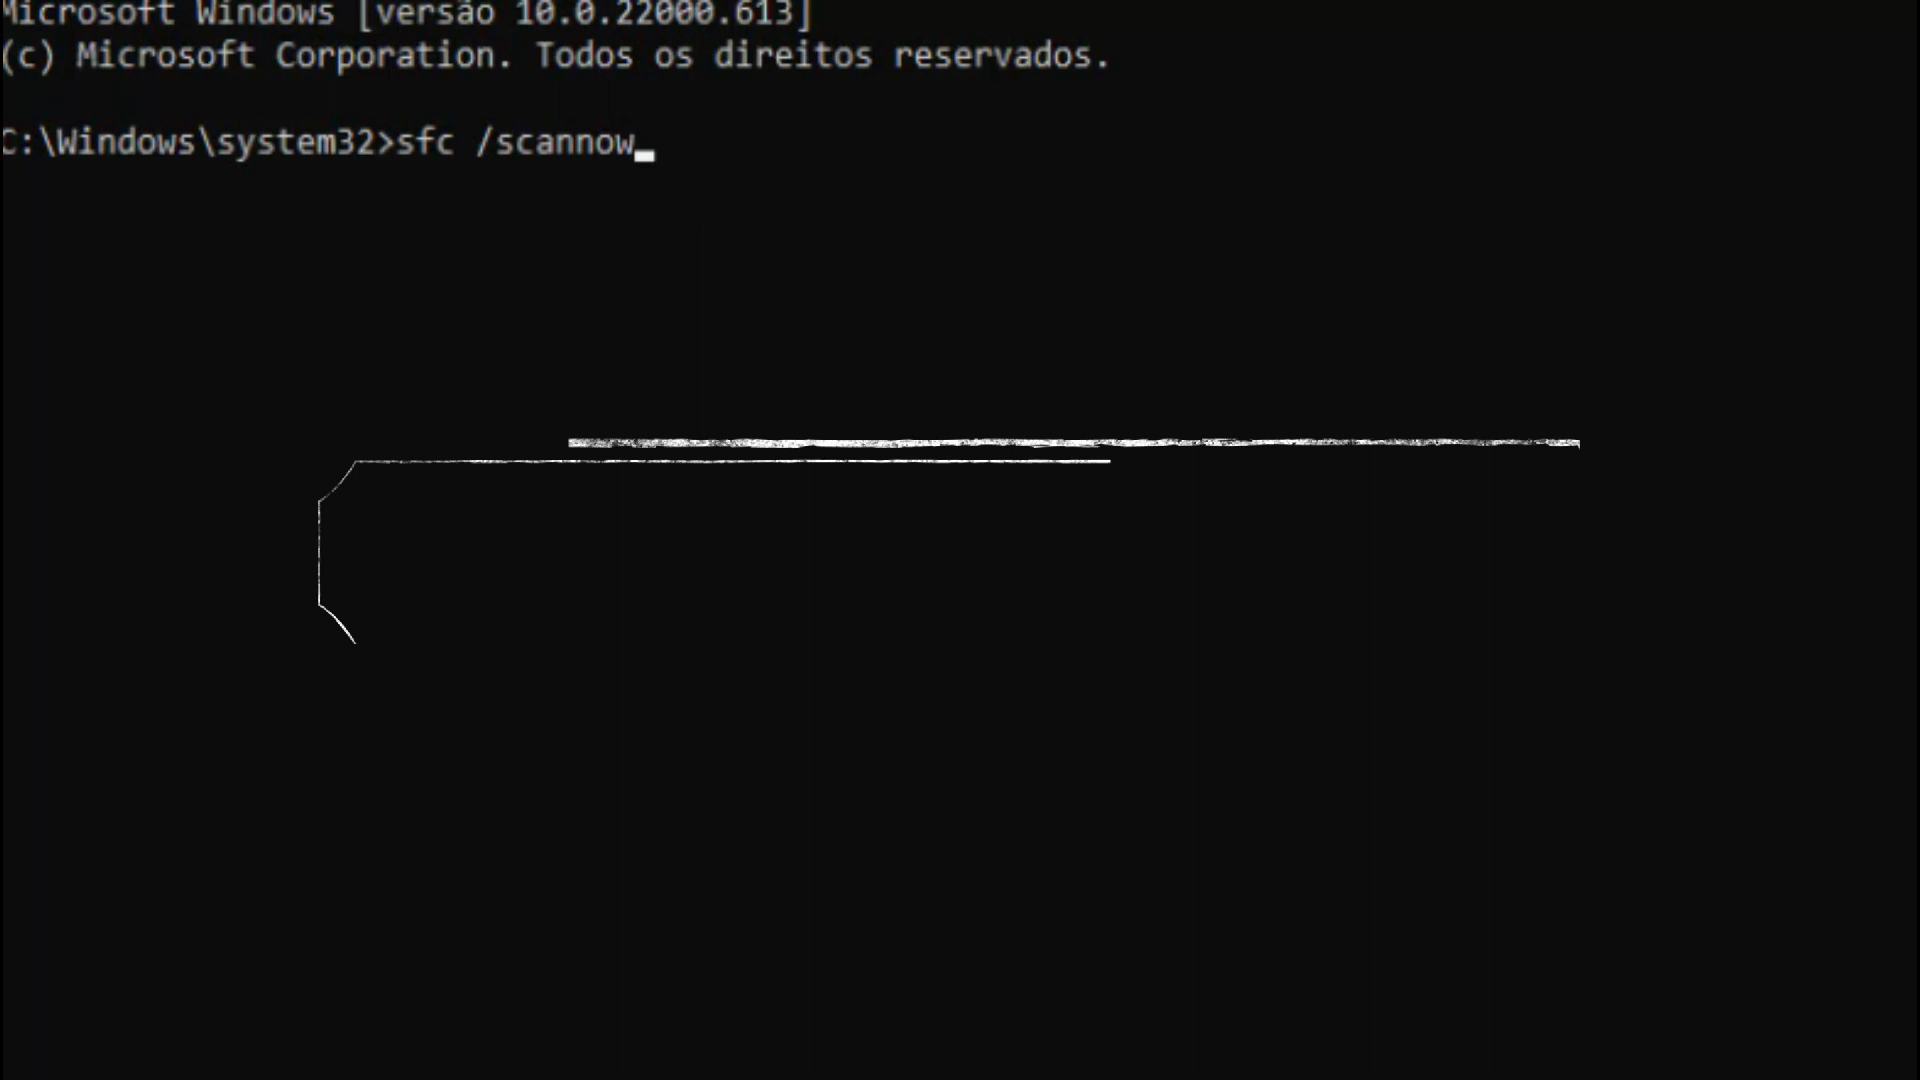 Microsoft Windows [versão 10.0.22000.613]
(c) Microsoft Corporation. Todos os direitos reservados.
C:\Windows\system32>sfc /scannow